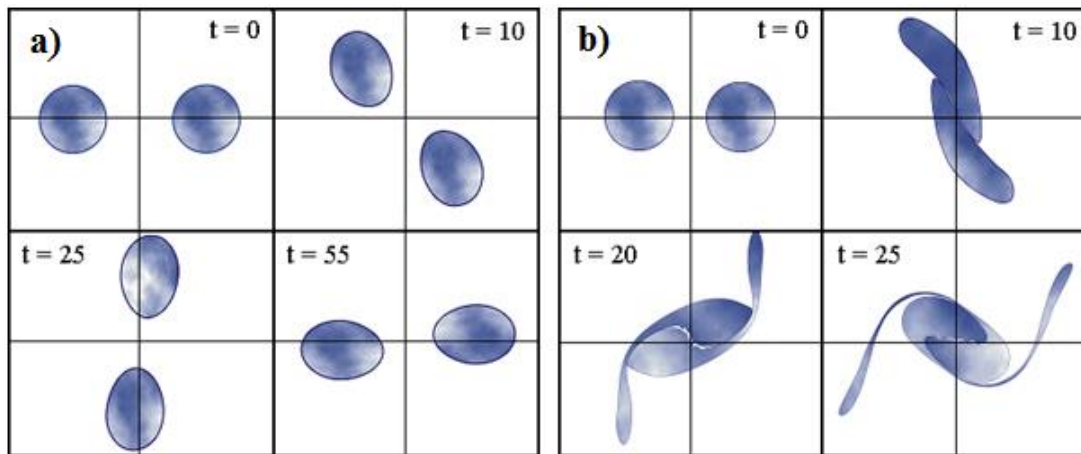 a)
t = 0
t = 10
t = 25
t = 55
b)
t = 0
t = 10
t = 20
t = 25